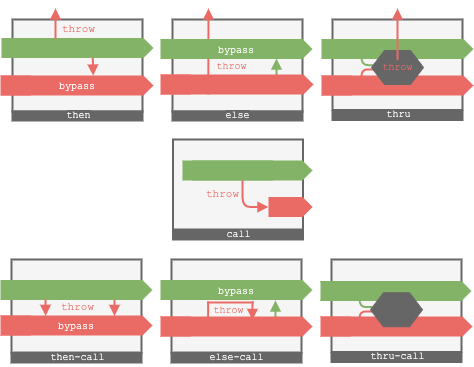 throw
bypass
then
bypass
throw
else
throw
thru
throw
call
throw
bypass
then-call
bypass
throw
else-call
thru-call